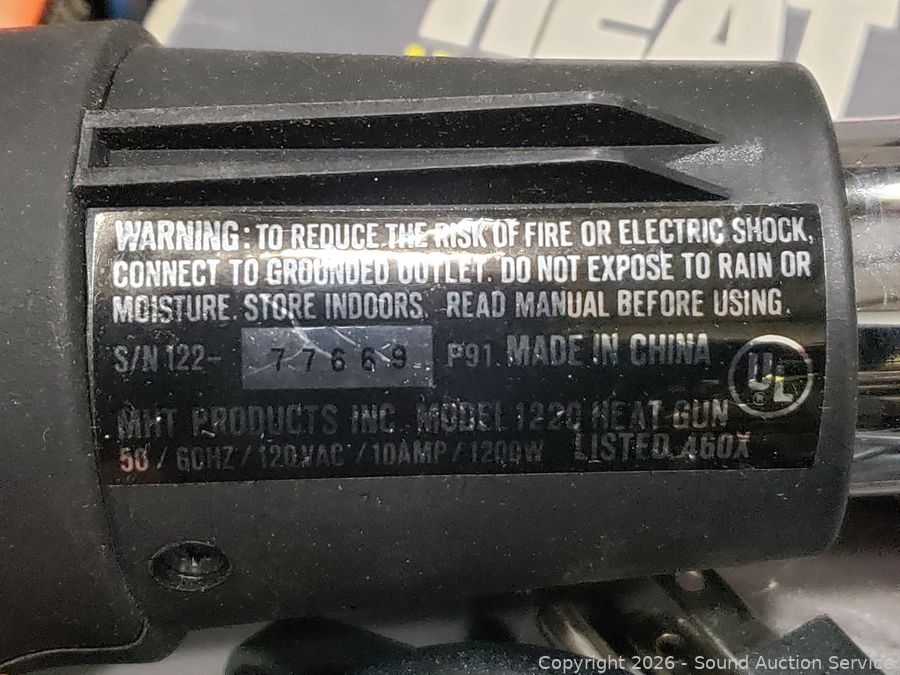 HEAT
WARNING: TO REDUCE THE RISK OF FIRE OR ELECTRIC SHOCK,
CONNECT TO GROUNDED OUTLET. DO NOT EXPOSE TO RAIN OR
MOISTURE. STORE INDOORS. READ MANUAL BEFORE USING.
S/N 122- 77669 P91 MADE IN CHINA
UL
®
MHT PRODUCTS INC. MODEL 1220 HEAT GUN
50 / 60HZ / 120VAC / 10AMP / 1200W LISTED 460X
Copyright 2026 - Sound Auction Service